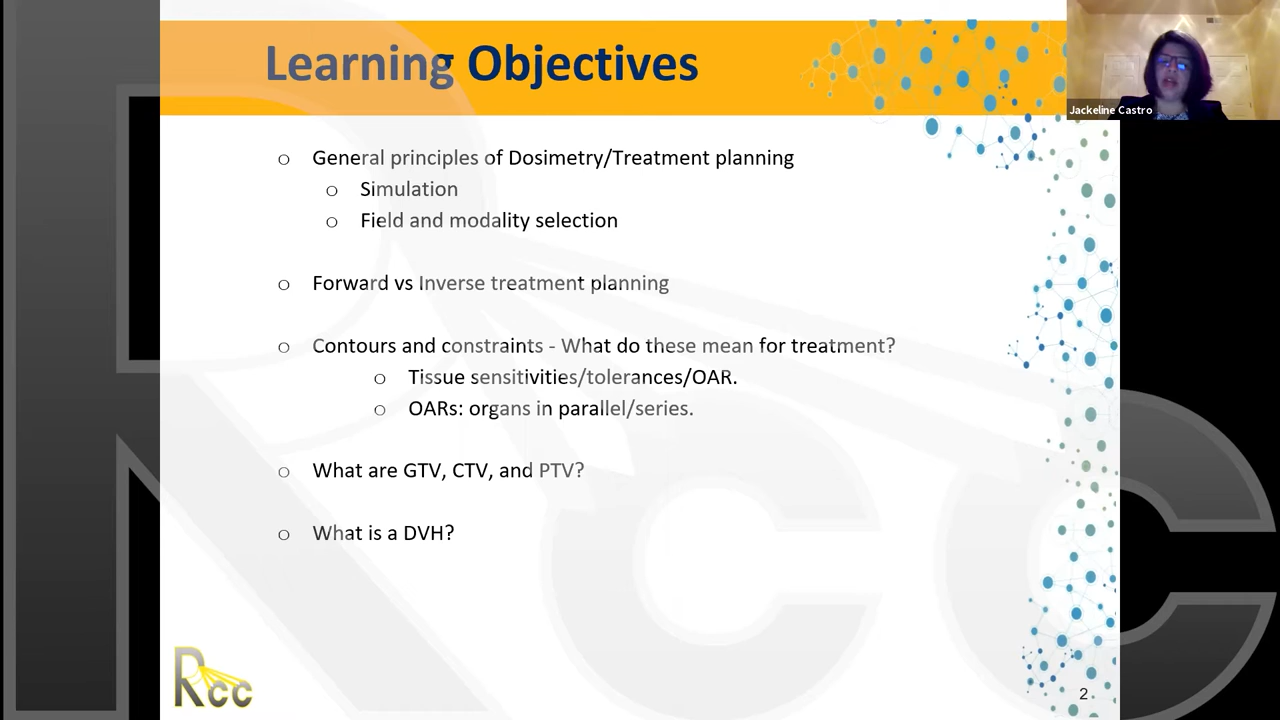 Learning Objectives
Jackeline Castro
o General principles of Dosimetry/Treatment planning
o Simulation
o Field and modality selection
o Forward vs Inverse treatment planning
o Contours and constraints - What do these mean for treatment?
o Tissue sensitivities/tolerances/OAR.
o OARs: organs in parallel/series.
o What are GTV, CTV, and PTV?
o What is a DVH?
Rcc
2
Rcc